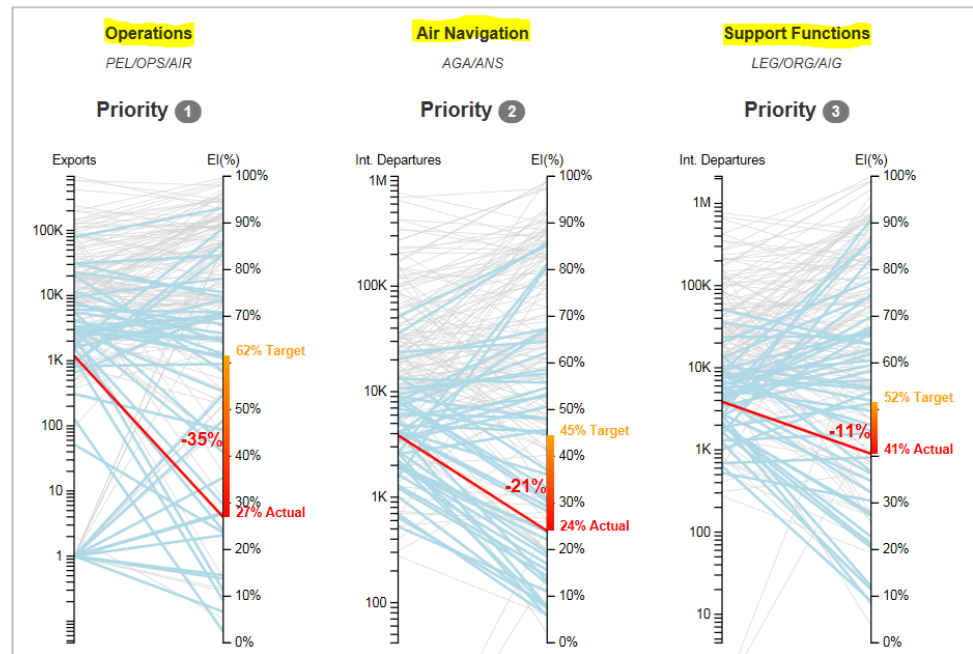 Operations
PEL/OPS/AIR
Priority 1
Exports
EI(%)
100K
10K
1K
100
10
1
100%
90%
80%
70%
62% Target
60%
50%
40%
-35%
30%
27% Actual
20%
10%
0%
Air Navigation
AGA/ANS
Priority 2
Int. Departures
EI(%)
1M
100K
10K
1K
100
100%
90%
80%
70%
60%
50%
45% Target
40%
30%
-21%
24% Actual
20%
10%
0%
Support Functions
LEG/ORG/AIG
Priority 3
Int. Departures
EI(%)
1M
100K
10K
1K
100
10
100%
90%
80%
70%
60%
52% Target
50%
-11%
41% Actual
40%
30%
20%
10%
0%